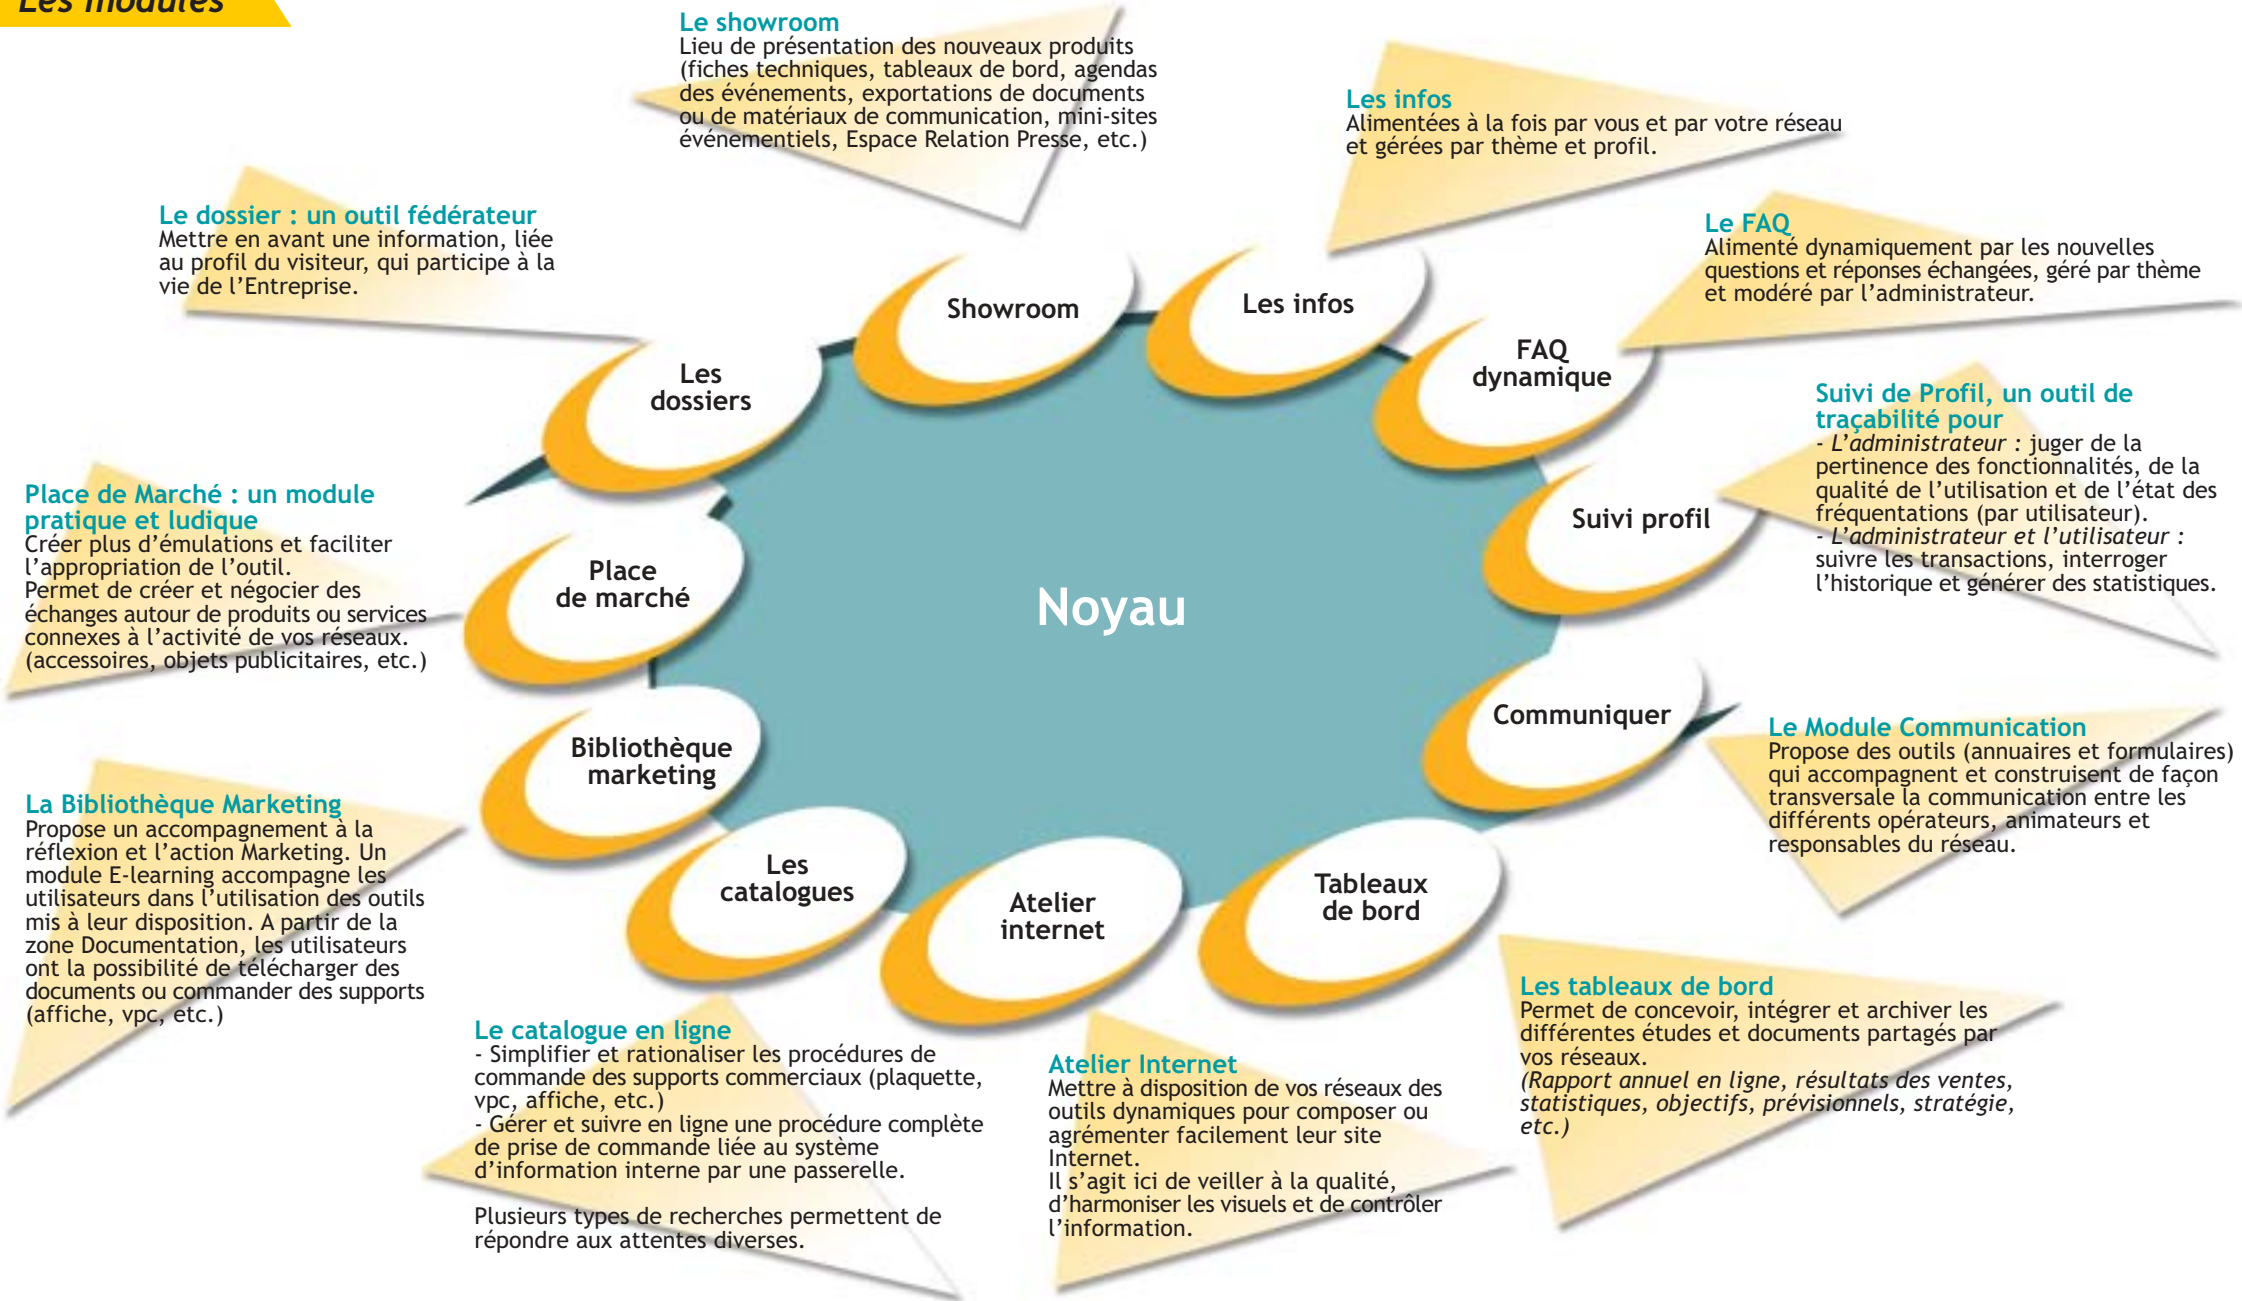 Les modules
Le showroom
Lieu de présentation des nouveaux produits
(fiches techniques, tableaux de bord, agendas
des événements, exportations de documents
ou de matériaux de communication, mini-sites
événementiels, Espace Relation Presse, etc.)
Les infos
Alimentées à la fois par vous et par votre réseau
et gérées par thème et profil.
Le dossier : un outil fédérateur
Mettre en avant une information, liée
au profil du visiteur, qui participe à la
vie de l’Entreprise.
Le FAQ
Alimenté dynamiquement par les nouvelles
questions et réponses échangées, géré par thème
et modéré par l’administrateur.
Showroom
Les infos
FAQ
dynamique
Les
dossiers
Suivi de Profil, un outil de
traçabilité pour
- L’administrateur : juger de la
pertinence des fonctionnalités, de la
qualité de l’utilisation et de l’état des
fréquentations (par utilisateur).
- L’administrateur et l’utilisateur :
suivre les transactions, interroger
l’historique et générer des statistiques.
Place de Marché : un module
pratique et ludique
Créer plus d’émulations et faciliter
l’appropriation de l’outil.
Permet de créer et négocier des
échanges autour de produits ou services
connexes à l’activité de vos réseaux.
(accessoires, objets publicitaires, etc.)
Suivi profil
Place
de marché
Noyau
Communiquer
Bibliothèque
marketing
Le Module Communication
Propose des outils (annuaires et formulaires)
qui accompagnent et construisent de façon
transversale la communication entre les
différents opérateurs, animateurs et
responsables du réseau.
La Bibliothèque Marketing
Propose un accompagnement à la
réflexion et l’action Marketing. Un
module E-learning accompagne les
utilisateurs dans l’utilisation des outils
mis à leur disposition. A partir de la
zone Documentation, les utilisateurs
ont la possibilité de télécharger des
documents ou commander des supports
(affiche, vpc, etc.)
Les
catalogues
Atelier
internet
Tableaux
de bord
Le catalogue en ligne
- Simplifier et rationaliser les procédures de
commande des supports commerciaux (plaquette,
vpc, affiche, etc.)
- Gérer et suivre en ligne une procédure complète
de prise de commande liée au système
d’information interne par une passerelle.
Plusieurs types de recherches permettent de
répondre aux attentes diverses.
Atelier Internet
Mettre à disposition de vos réseaux des
outils dynamiques pour composer ou
agrémenter facilement leur site
Internet.
Il s’agit ici de veiller à la qualité,
d’harmoniser les visuels et de contrôler
l’information.
Les tableaux de bord
Permet de concevoir, intégrer et archiver les
différentes études et documents partagés par
vos réseaux.
(Rapport annuel en ligne, résultats des ventes,
statistiques, objectifs, prévisionnels, stratégie,
etc.)